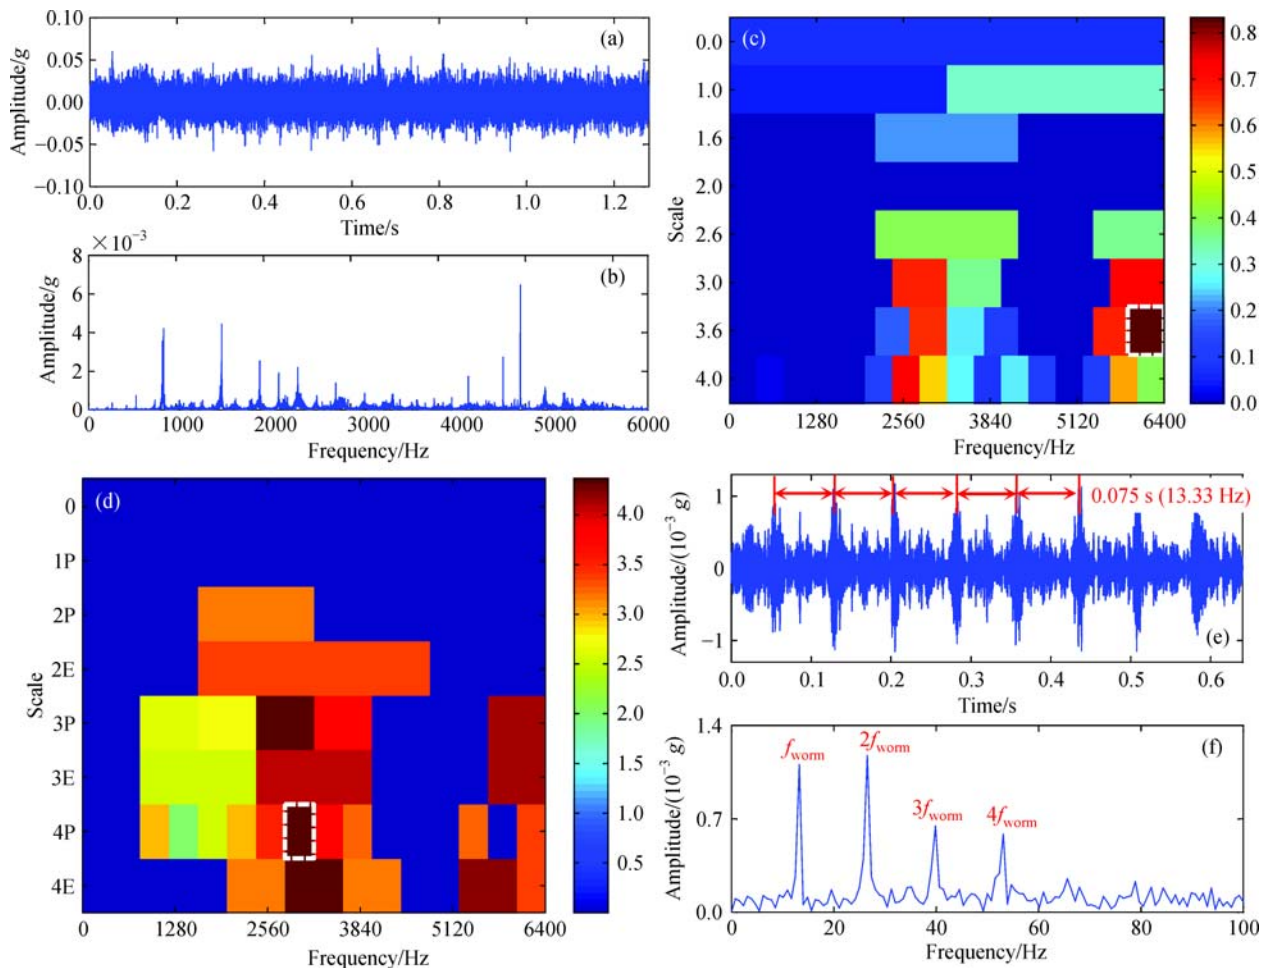 (a)
Amplitude/g
0.10
0.05
0.00
−0.05
−0.10
0.0 0.2 0.4 0.6 0.8 1.0 1.2
Time/s
×10⁻³
(b)
Amplitude/g
8
6
4
2
0
0 1000 2000 3000 4000 5000 6000
Frequency/Hz
(c)
Scale
0.0
1.0
1.6
2.0
2.6
3.0
3.6
4.0
0 1280 2560 3840 5120 6400
Frequency/Hz
0.8
0.7
0.6
0.5
0.4
0.3
0.2
0.1
0.0
(d)
Scale
0
1P
2P
2E
3P
3E
4P
4E
0 1280 2560 3840 5120 6400
Frequency/Hz
4.0
3.5
3.0
2.5
2.0
1.5
1.0
0.5
Amplitude/(10⁻³ g)
1
0
−1
0.075 s (13.33 Hz)
(e)
0.0 0.1 0.2 0.3 0.4 0.5 0.6
Time/s
Amplitude/(10⁻³ g)
1.4
0.7
0.0
f_worm
2f_worm
3f_worm
4f_worm
(f)
0 20 40 60 80 100
Frequency/Hz